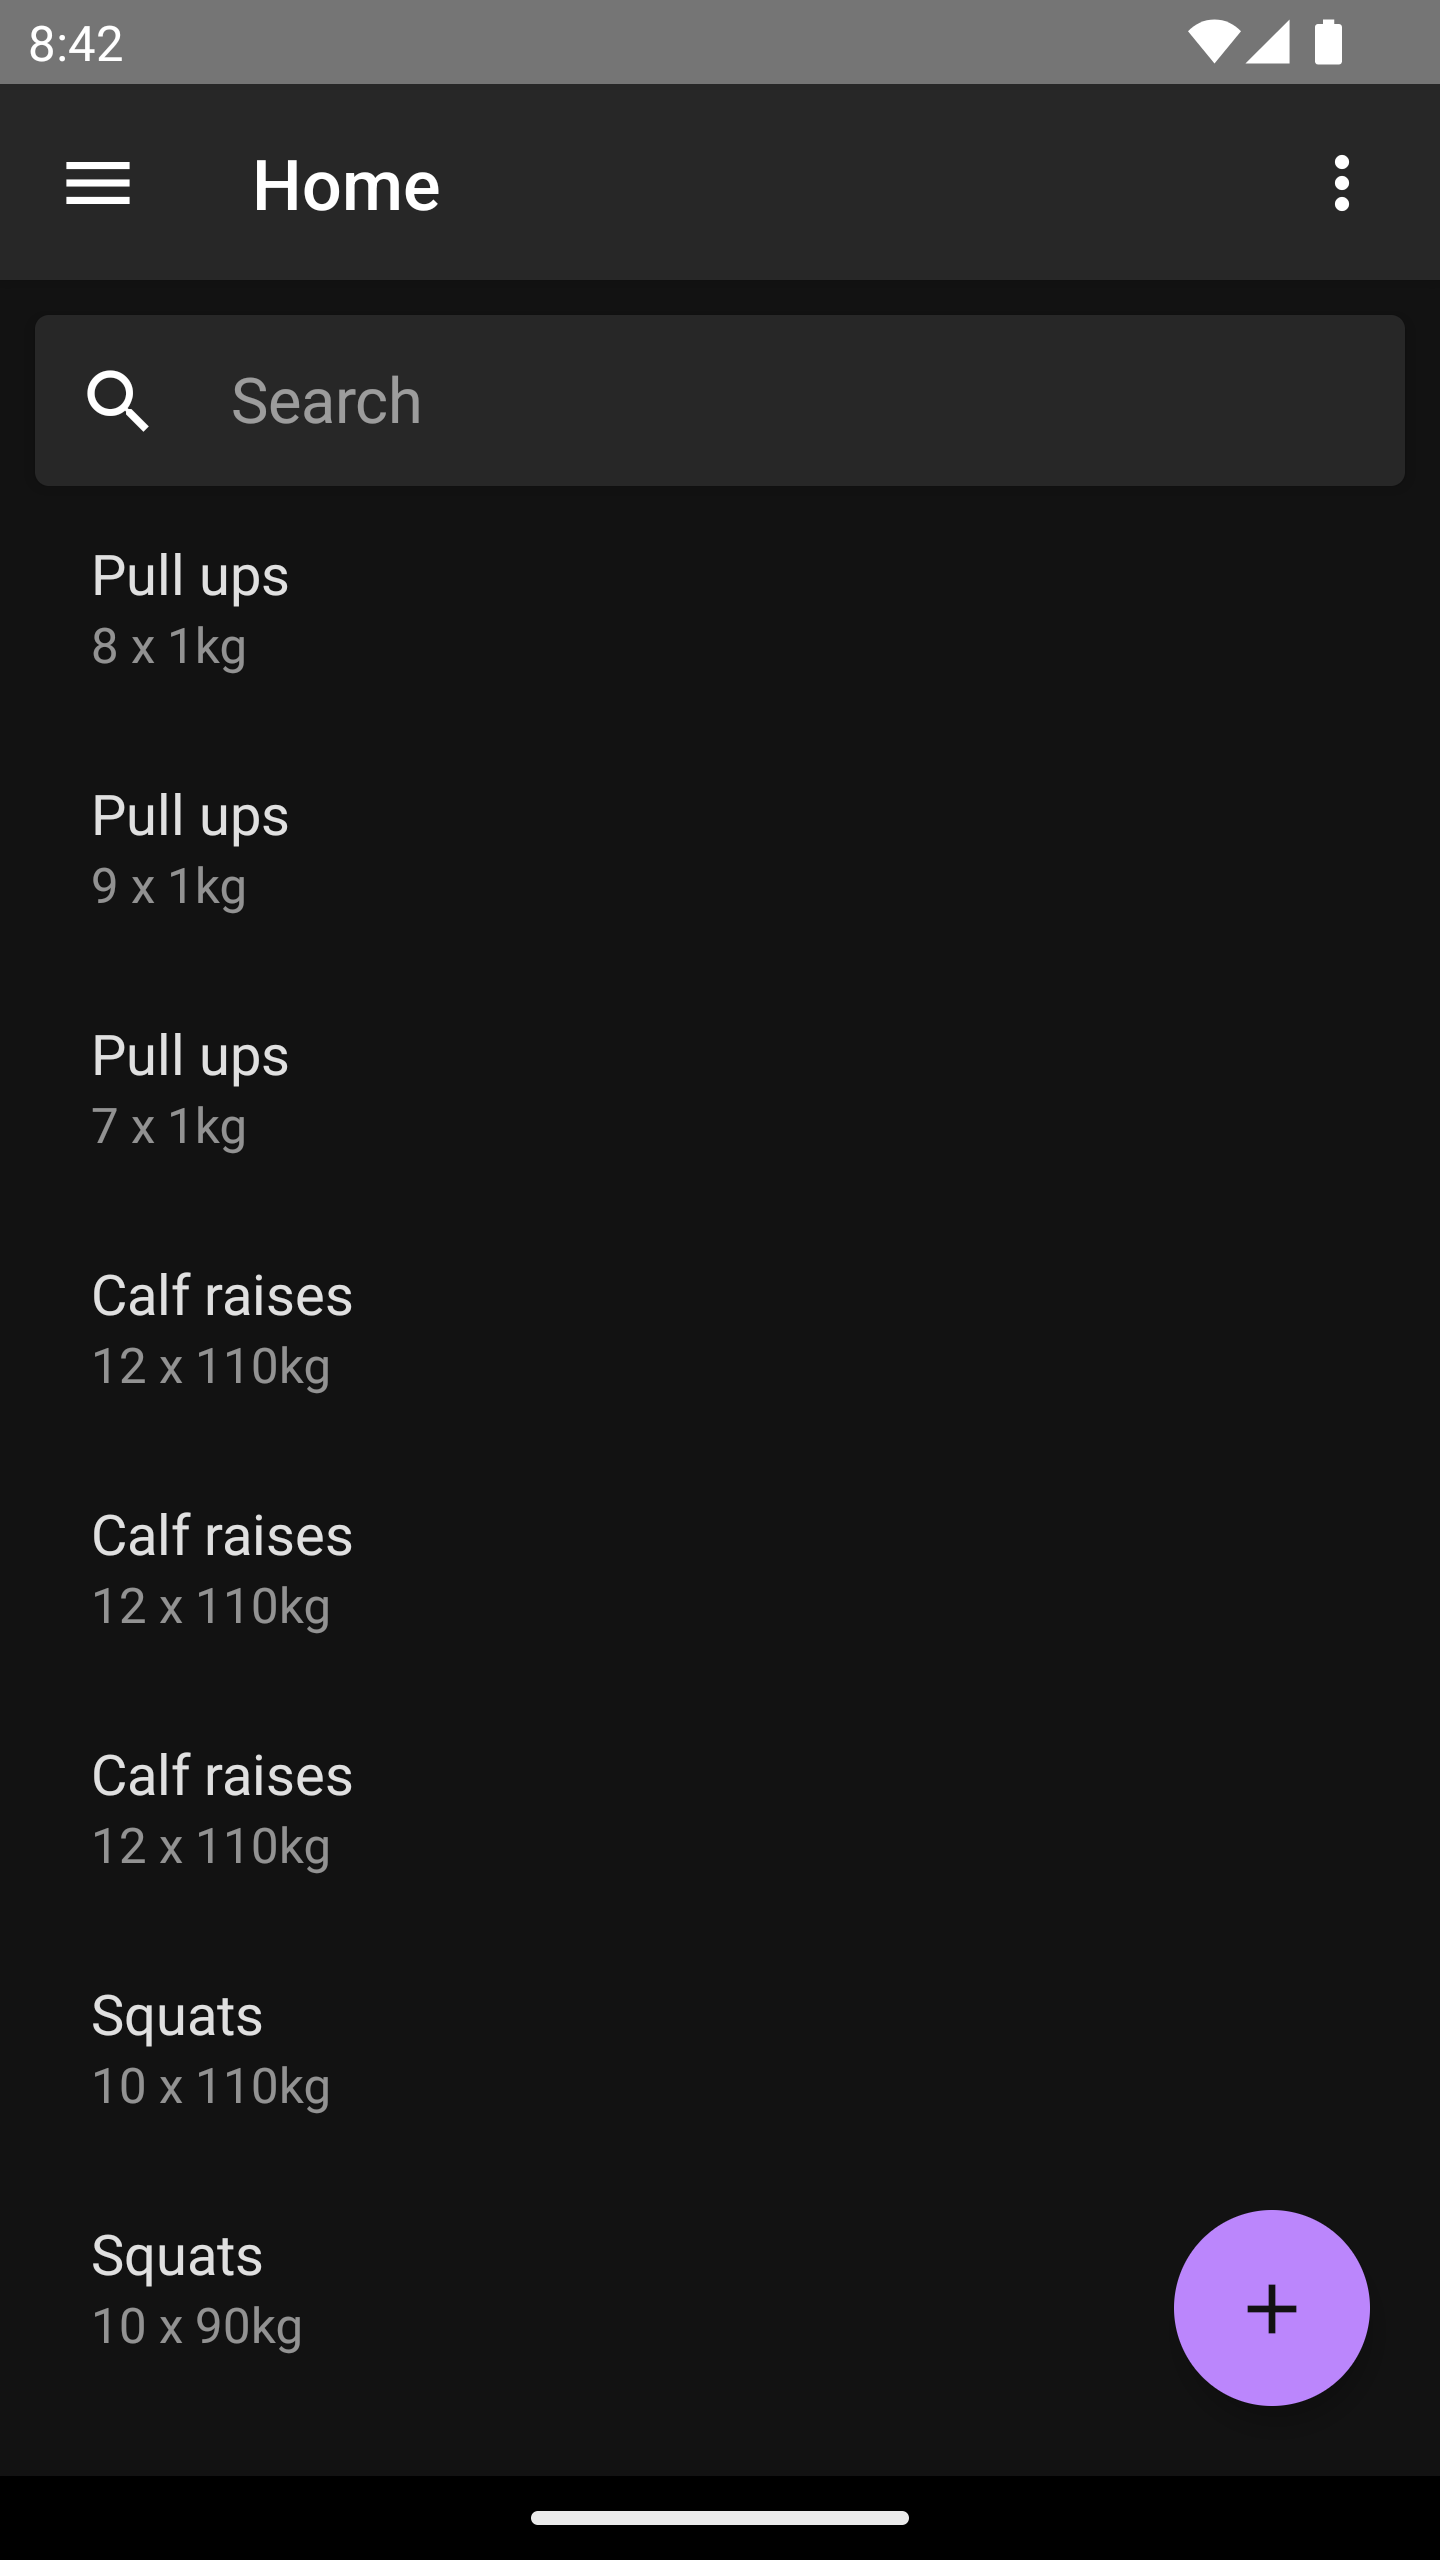 8:42
Home
Search
Pull ups
8 x 1kg
Pull ups
9 x 1kg
Pull ups
7 x 1kg
Calf raises
12 x 110kg
Calf raises
12 x 110kg
Calf raises
12 x 110kg
Squats
10 x 110kg
Squats
10 x 90kg